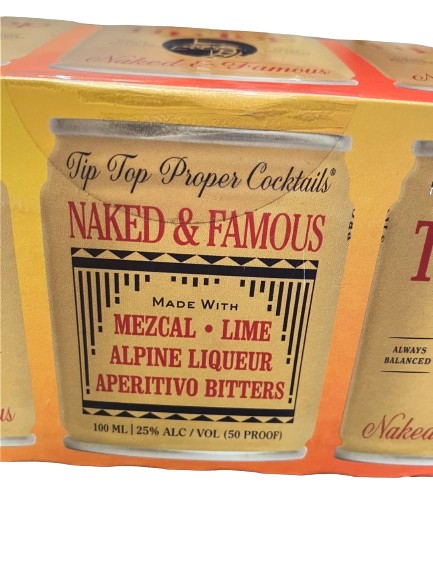 Naked & Famous
Tip Top Proper Cocktails®
NAKED & FAMOUS
MADE WITH
MEZCAL • LIME
ALPINE LIQUEUR
APERITIVO BITTERS
100 ML | 25% ALC / VOL (50 PROOF)
ALWAYS
BALANCED
Naked